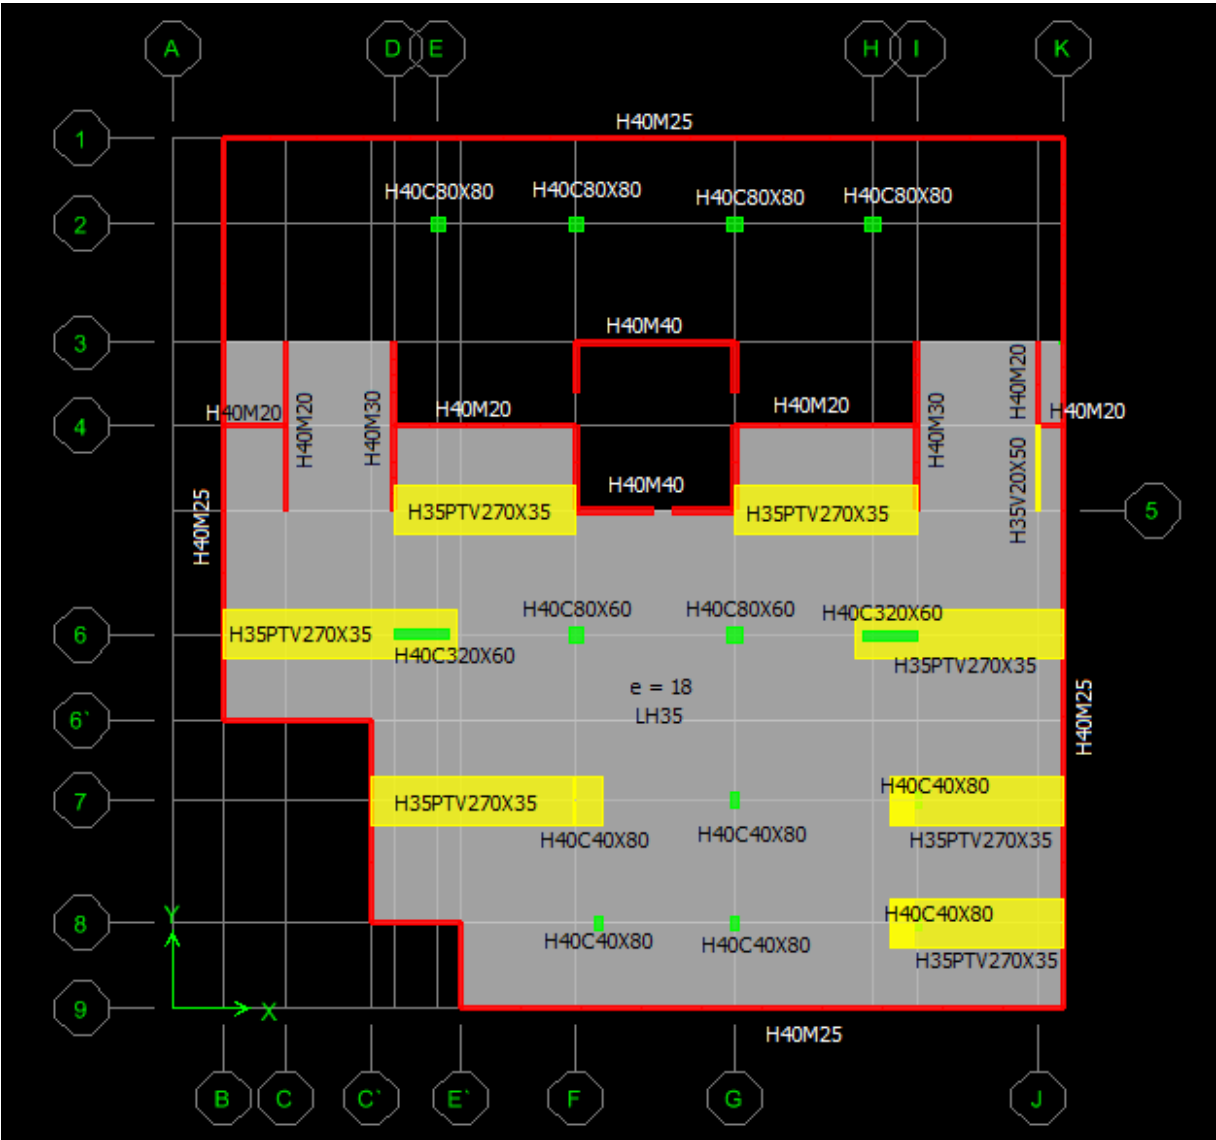 A
D
E
H
I
K
1
H40M25
H40C80X80
H40C80X80
H40C80X80
H40C80X80
2
3
H40M40
H40M20
H40M20
H40M30
H40M20
H40M20
H40M30
H40M20
H40M20
4
H40M25
H35PTV270X35
H40M40
H35PTV270X35
H35V20X50
5
6
H35PTV270X35
H40C320X60
H40C80X60
H40C80X60
H40C320X60
H35PTV270X35
e = 18
LH35
H40M25
6`
7
H35PTV270X35
H40C40X80
H40C40X80
H40C40X80
H35PTV270X35
8
H40C40X80
H40C40X80
H40C40X80
H35PTV270X35
Y
X
9
H40M25
B
C
C`
E`
F
G
J